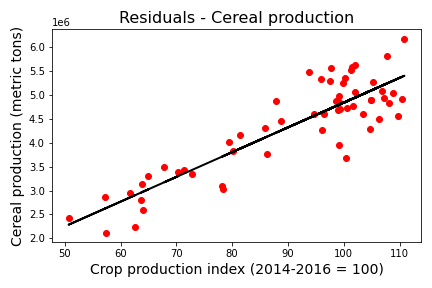 Residuals - Cereal production
1e6
6.0
5.5
5.0
4.5
4.0
3.5
3.0
2.5
2.0
Cereal production (metric tons)
50 60 70 80 90 100 110
Crop production index (2014-2016 = 100)